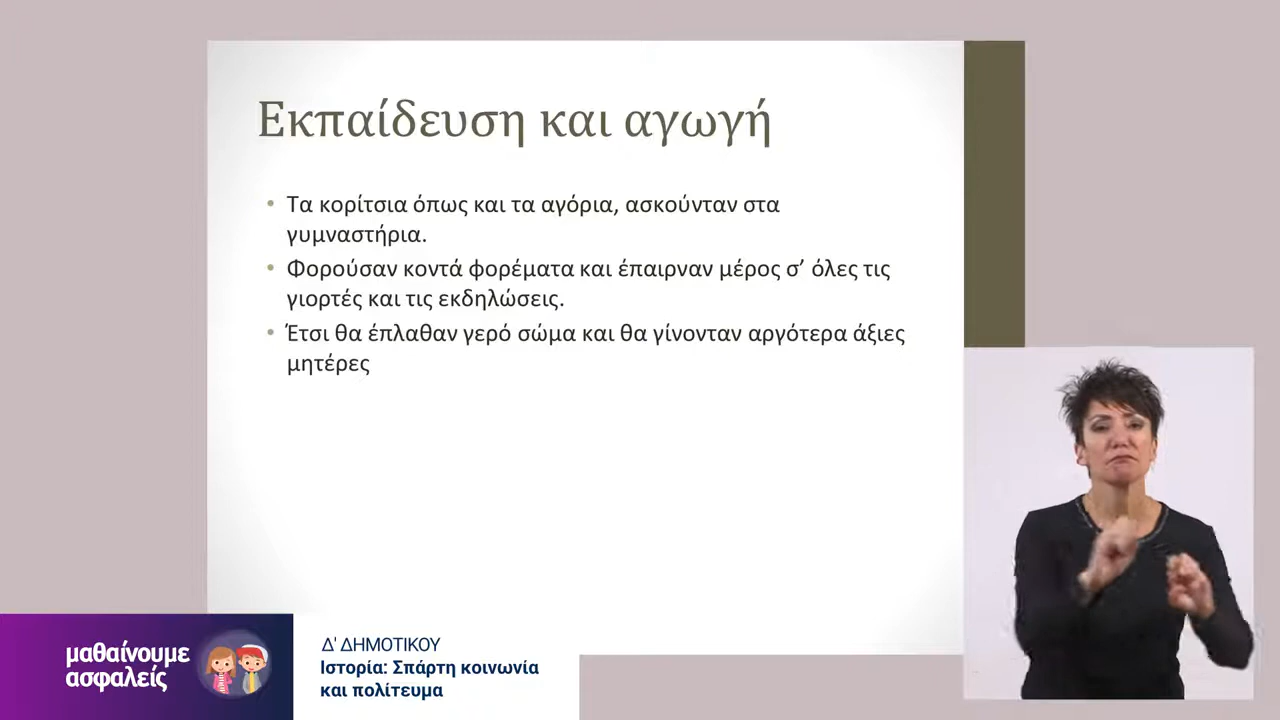 Εκπαίδευση και αγωγή
• Τα κορίτσια όπως και τα αγόρια, ασκούνταν στα
γυμναστήρια.
• Φορούσαν κοντά φορέματα και έπαιρναν μέρος σ’ όλες τις
γιορτές και τις εκδηλώσεις.
• Έτσι θα έπλαθαν γερό σώμα και θα γίνονταν αργότερα άξιες
μητέρες
μαθαίνουμε
ασφαλείς
Δ' ΔΗΜΟΤΙΚΟΥ
Ιστορία: Σπάρτη κοινωνία
και πολίτευμα